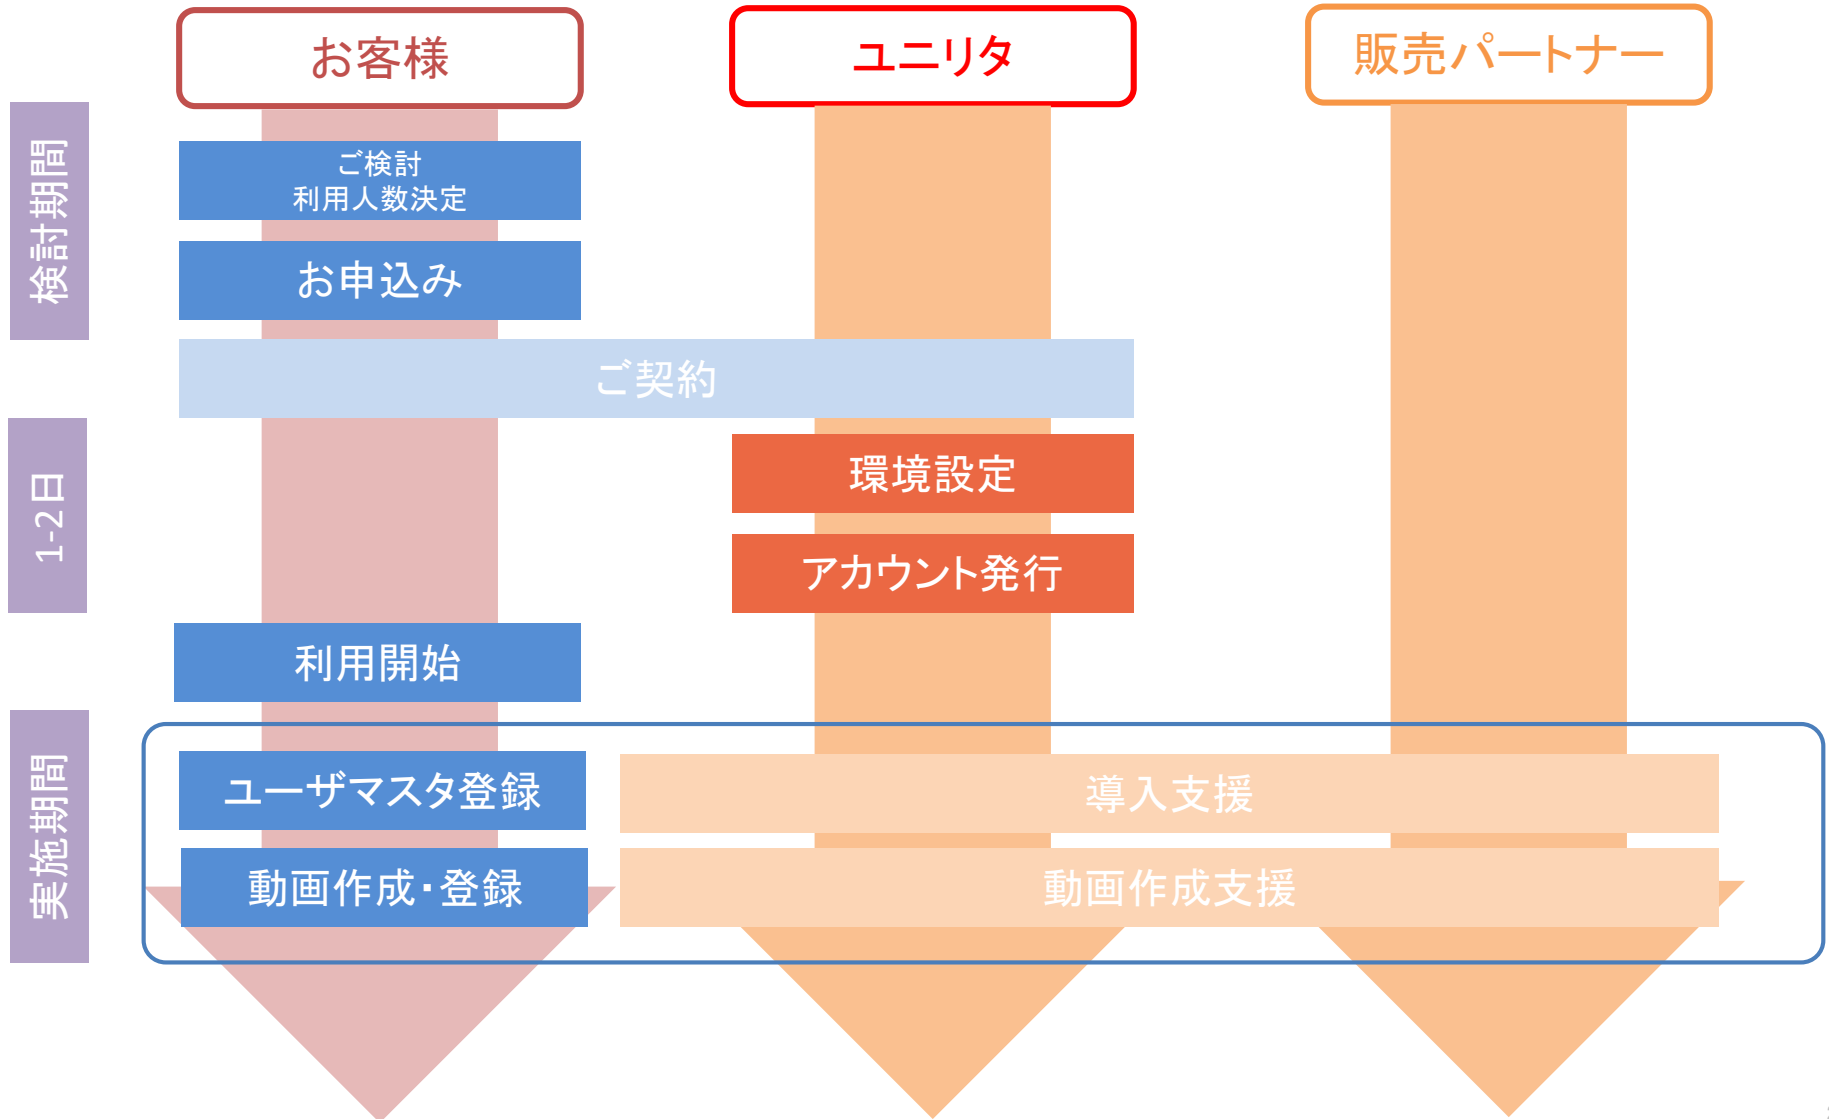 お客様
ユニリタ
販売パートナー
検討期間
ご検討
利用人数決定
お申込み
ご契約
1-2日
環境設定
アカウント発行
利用開始
実施期間
ユーザマスタ登録
導入支援
動画作成・登録
動画作成支援